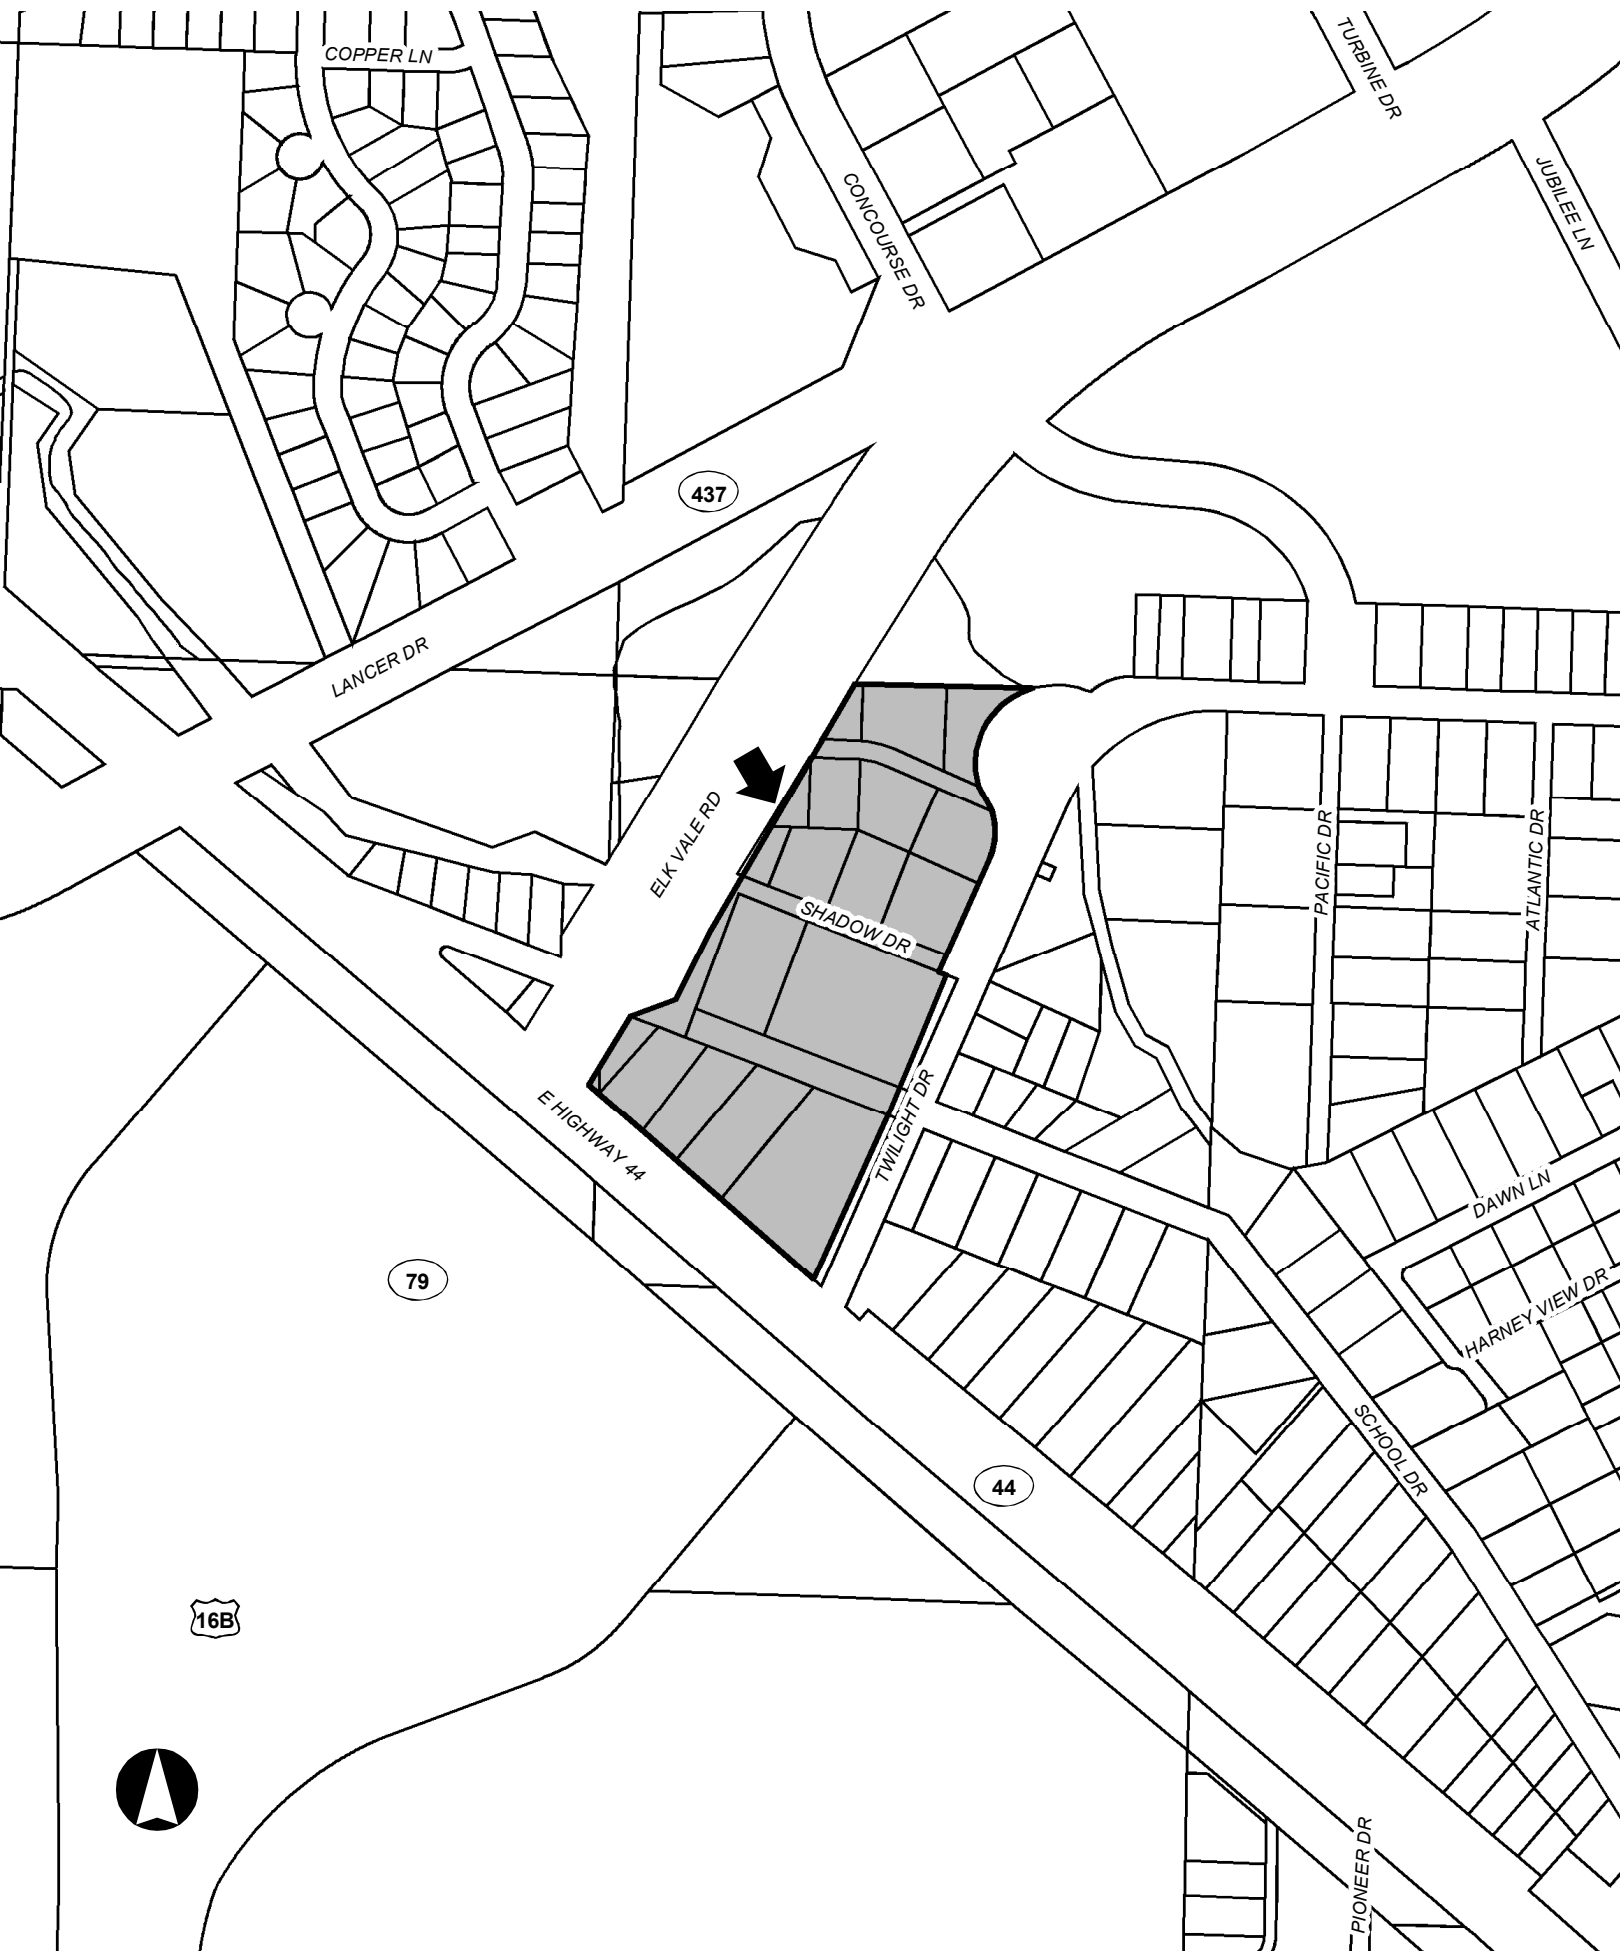 COPPER LN
TURBINE DR
JUBILEE LN
CONCOURSE DR
437
LANCER DR
ELK VALE RD
PACIFIC DR
ATLANTIC DR
SHADOW DR
E HIGHWAY 44
TWILIGHT DR
DAWN LN
HARNEY VIEW DR
79
SCHOOL DR
44
16B
PIONEER DR